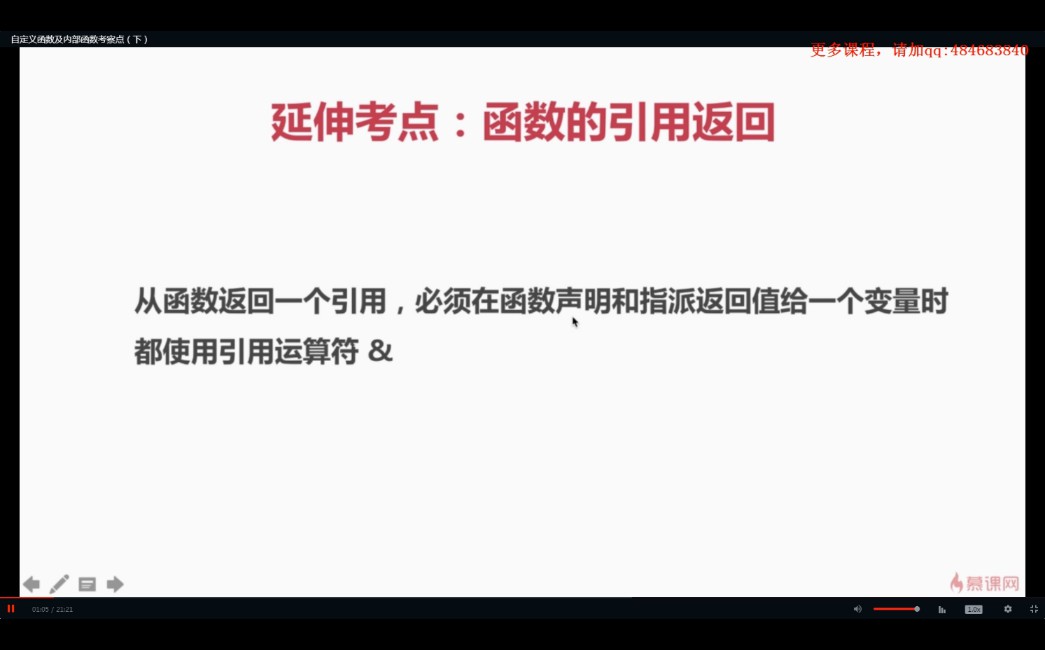 自定义函数及内部函数考察点（下）
更多课程，请加qq:484683840
延伸考点：函数的引用返回
从函数返回一个引用，必须在函数声明和指派返回值给一个变量时
都使用引用运算符 &
慕课网
01:05 / 21:21
1.0x